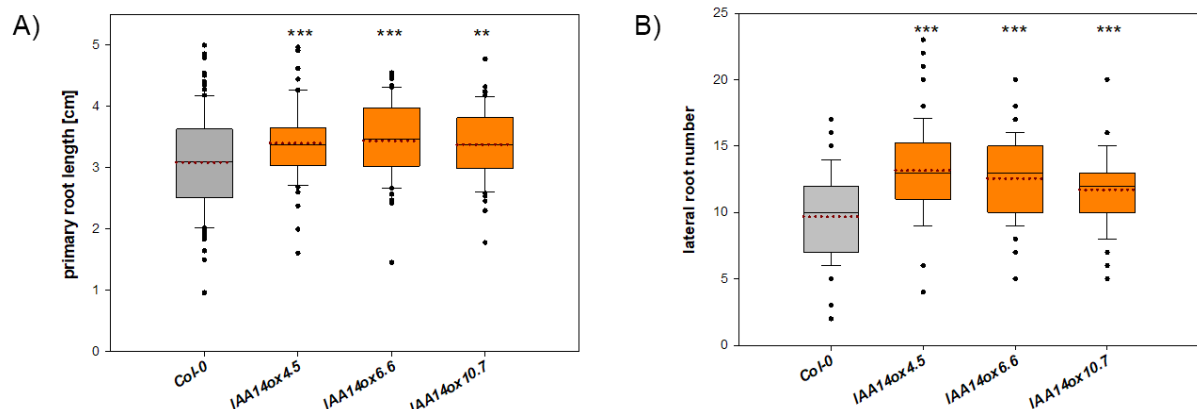 A)
primary root length [cm]
5
4
3
2
1
0
*** *** **
Col-0 IAA14ox4.5 IAA14ox6.6 IAA14ox10.7
B)
lateral root number
25
20
15
10
5
0
*** *** ***
Col-0 IAA14ox4.5 IAA14ox6.6 IAA14ox10.7